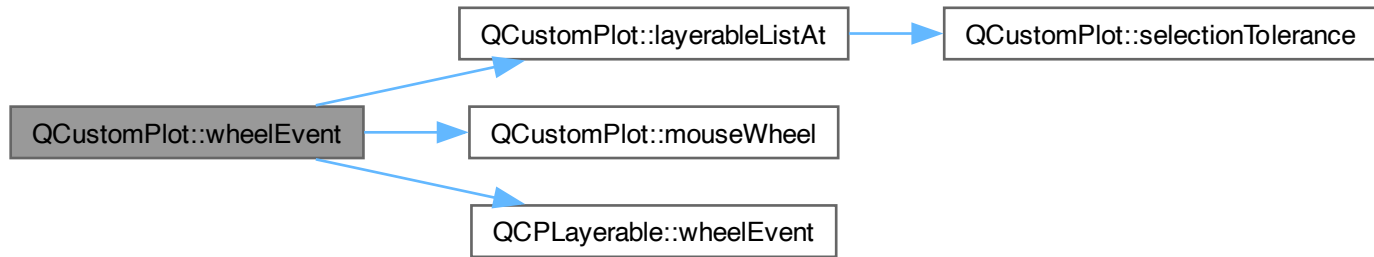 QCustomPlot::layerableListAt
QCustomPlot::selectionTolerance
QCustomPlot::wheelEvent
QCustomPlot::mouseWheel
QCPLayerable::wheelEvent